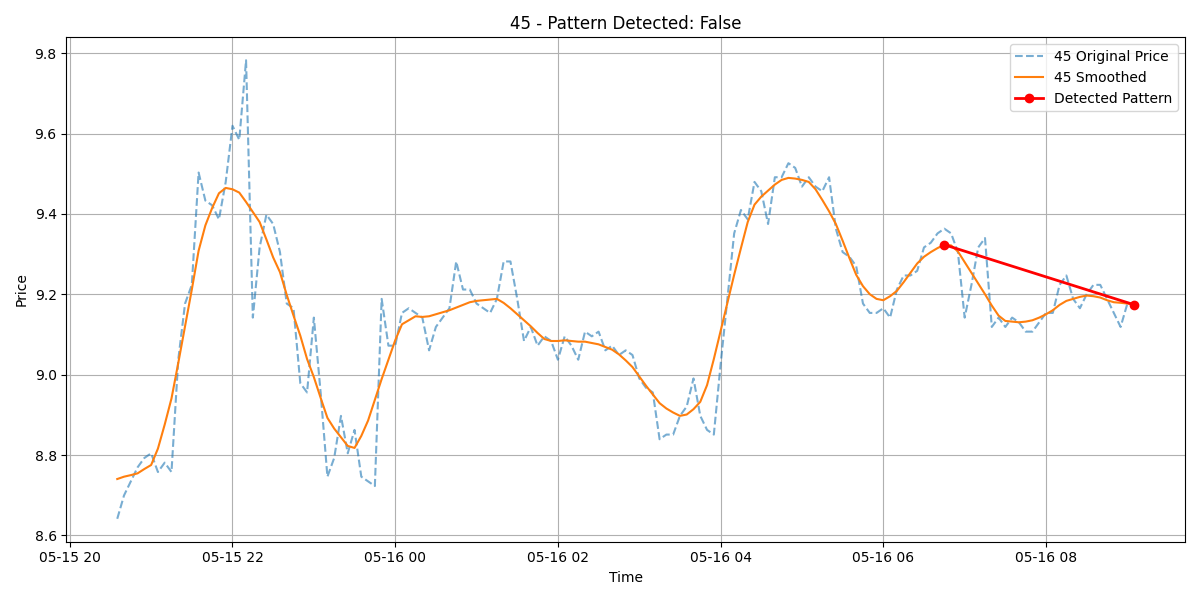 45 - Pattern Detected: False
45 Original Price
45 Smoothed
Detected Pattern
Price
9.8
9.6
9.4
9.2
9.0
8.8
8.6
05-15 20
05-15 22
05-16 00
05-16 02
05-16 04
05-16 06
05-16 08
Time